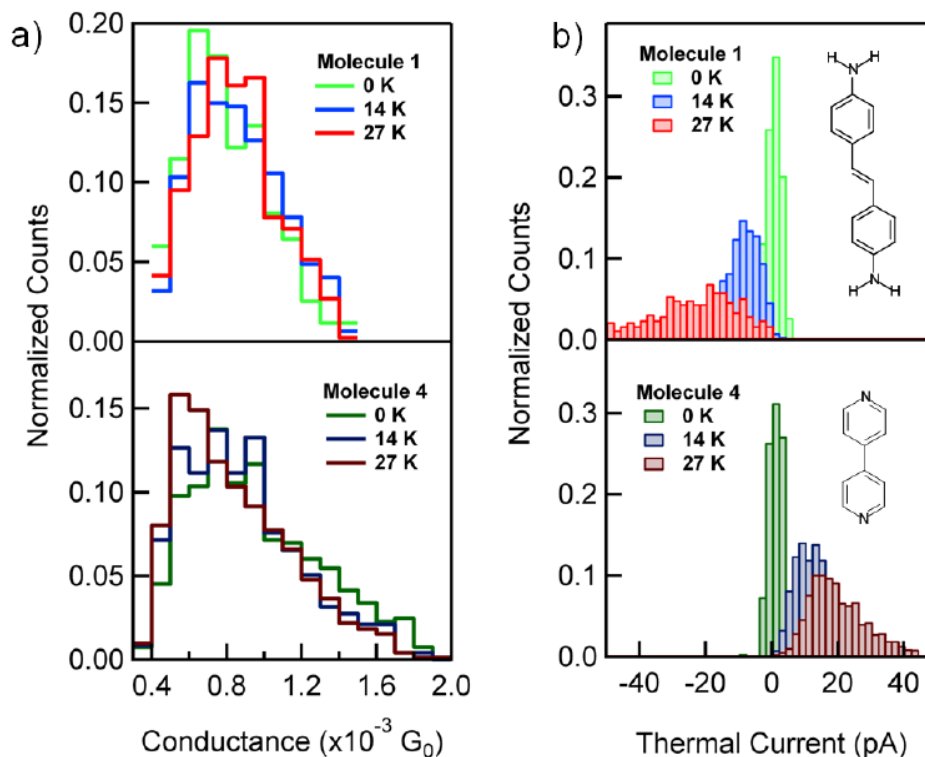 a)
0.20
0.15
0.10
0.05
0.00
Normalized Counts
Molecule 1
0 K
14 K
27 K
0.15
0.10
0.05
0.00
Normalized Counts
Molecule 4
0 K
14 K
27 K
0.4 0.8 1.2 1.6 2.0
Conductance (x10⁻³ G₀)
b)
0.3
0.2
0.1
0.0
Normalized Counts
Molecule 1
0 K
14 K
27 K
H N H
H N H
0.3
0.2
0.1
0.0
Normalized Counts
Molecule 4
0 K
14 K
27 K
N
N
-40 -20 0 20 40
Thermal Current (pA)